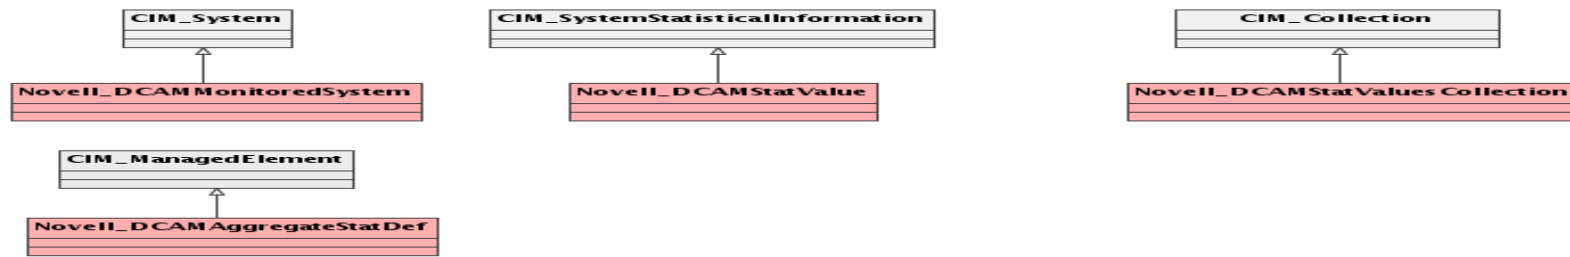 CIM_System
CIM_SystemStatisticalInformation
CIM_Collection
Novell_DCAMMonitoredSystem
Novell_DCAMStatValue
Novell_DCAMStatValuesCollection
CIM_ManagedElement
Novell_DCAMAggregateStatDef